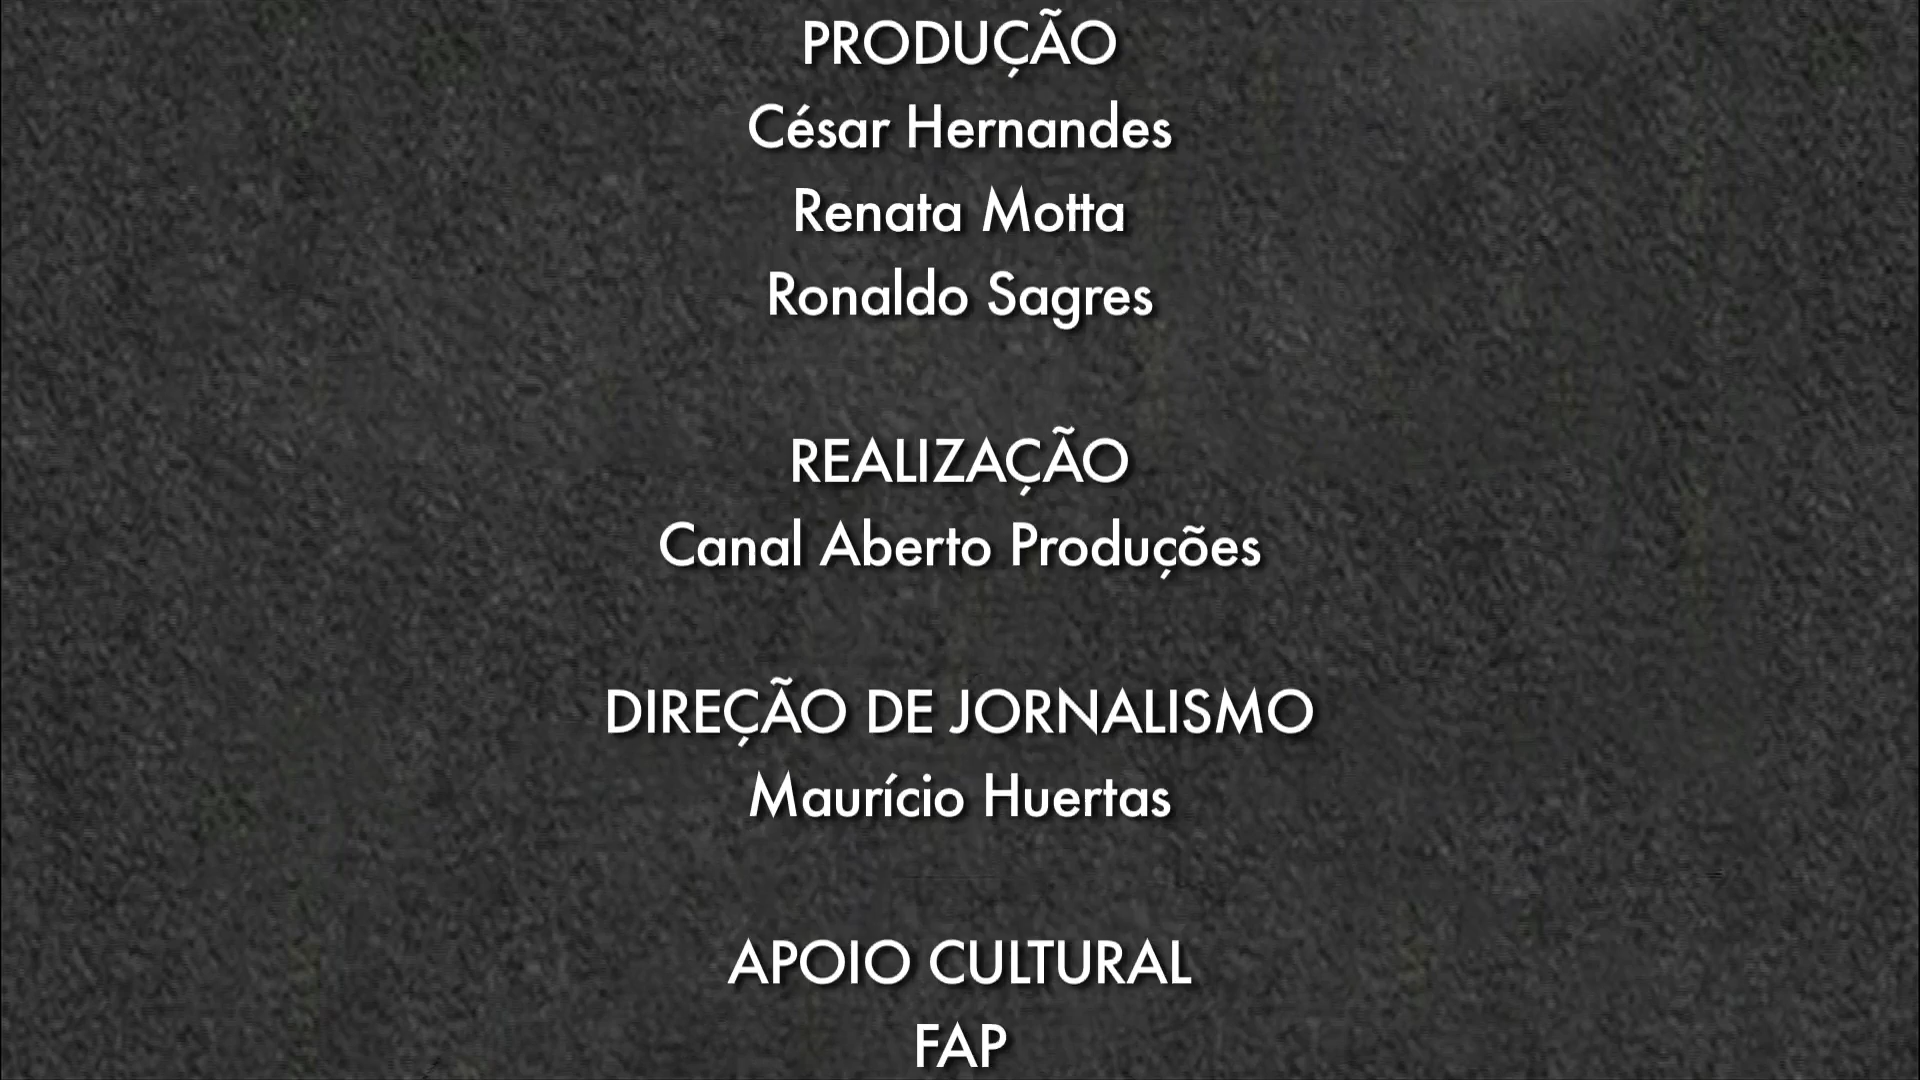 PRODUÇÃO
César Hernandes
Renata Motta
Ronaldo Sagres
REALIZAÇÃO
Canal Aberto Produções
DIREÇÃO DE JORNALISMO
Maurício Huertas
APOIO CULTURAL
FAP